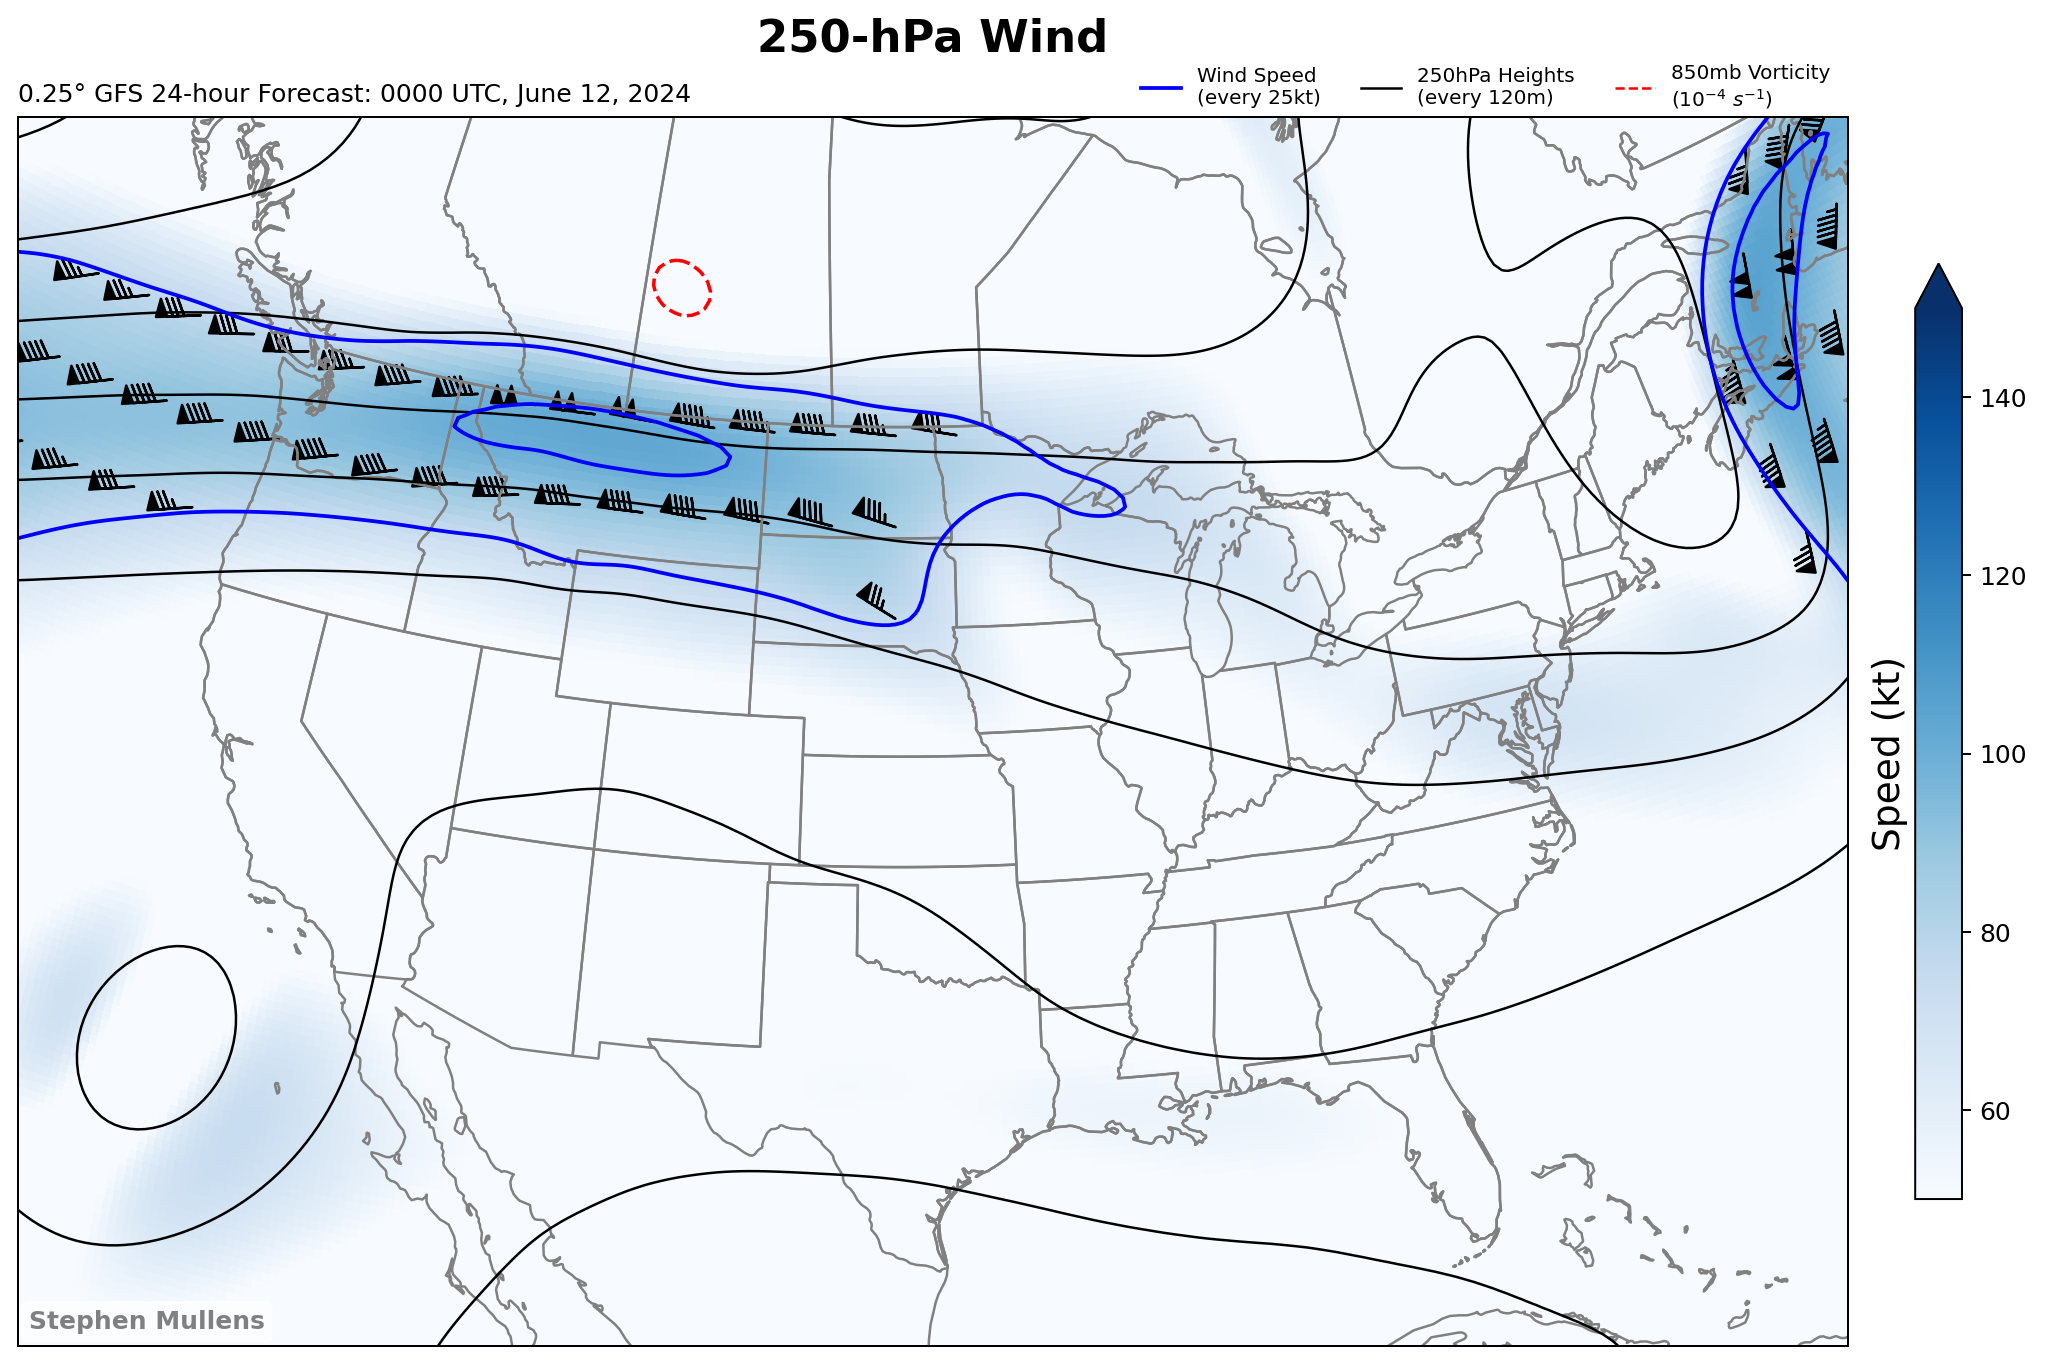 250-hPa Wind
0.25° GFS 24-hour Forecast: 0000 UTC, June 12, 2024
Wind Speed
(every 25kt)
250hPa Heights
(every 120m)
850mb Vorticity
(10⁻⁴ s⁻¹)
140
120
100
80
60
Speed (kt)
Stephen Mullens